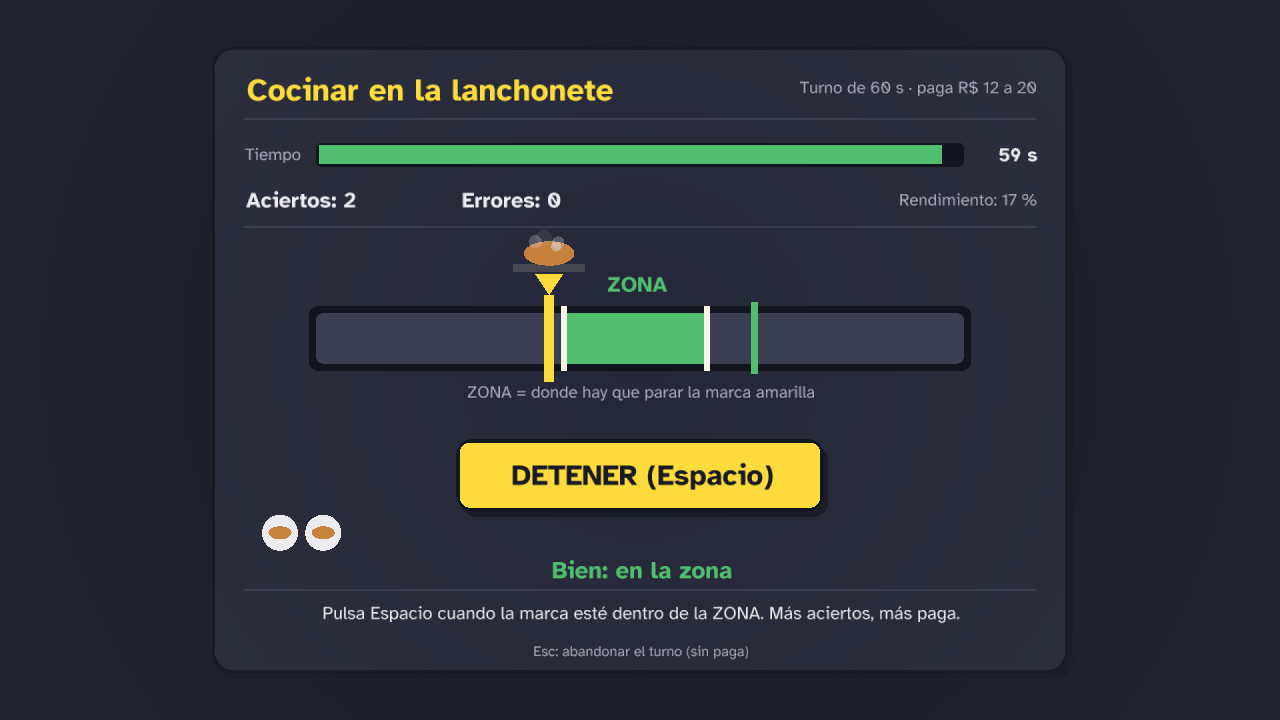 Cocinar en la lanchonete
Turno de 60 s · paga R$ 12 a 20
Tiempo
59 s
Aciertos: 2
Errores: 0
Rendimiento: 17 %
ZONA
ZONA = donde hay que parar la marca amarilla
DETENER (Espacio)
Bien: en la zona
Pulsa Espacio cuando la marca esté dentro de la ZONA. Más aciertos, más paga.
Esc: abandonar el turno (sin paga)